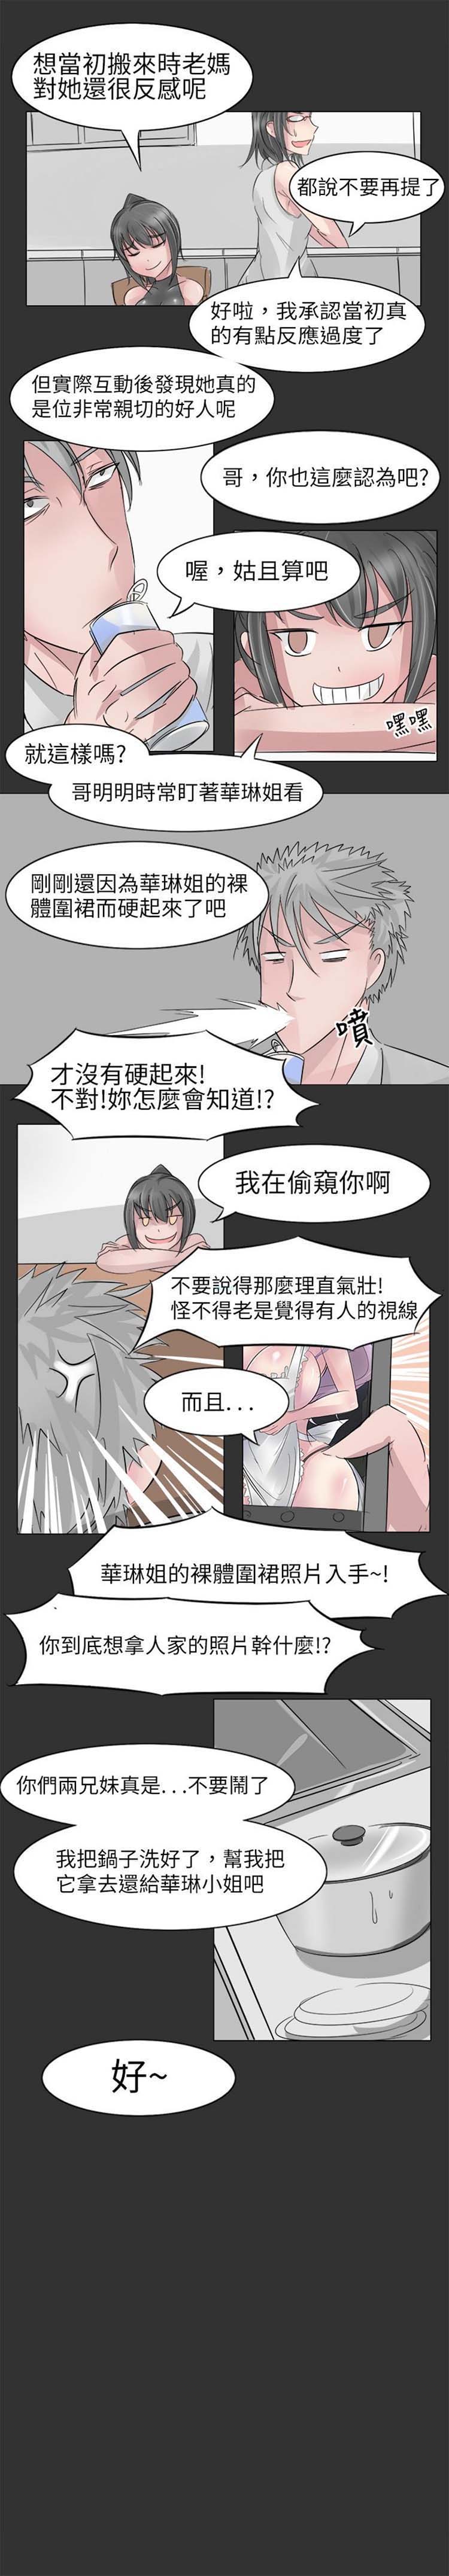 想當初搬來時老媽
對她還很反感呢
都說不要再提了
好啦，我承認當初真
的有點反應過度了
但實際互動後發現她真的
是位非常親切的好人呢
哥，你也這麼認為吧?
喔，姑且算吧
嘿嘿
就這樣嗎?
哥明明時常盯著華琳姐看
剛剛還因為華琳姐的裸
體圍裙而硬起來了吧
噴
才沒有硬起來!
不對!妳怎麼會知道!?
我在偷窺你啊
不要說得那麼理直氣壯!
怪不得老是覺得有人的視線
而且...
華琳姐的裸體圍裙照片入手~!
你到底想拿人家的照片幹什麼!?
你們兩兄妹真是...不要鬧了
我把鍋子洗好了，幫我把
它拿去還給華琳小姐吧
好~